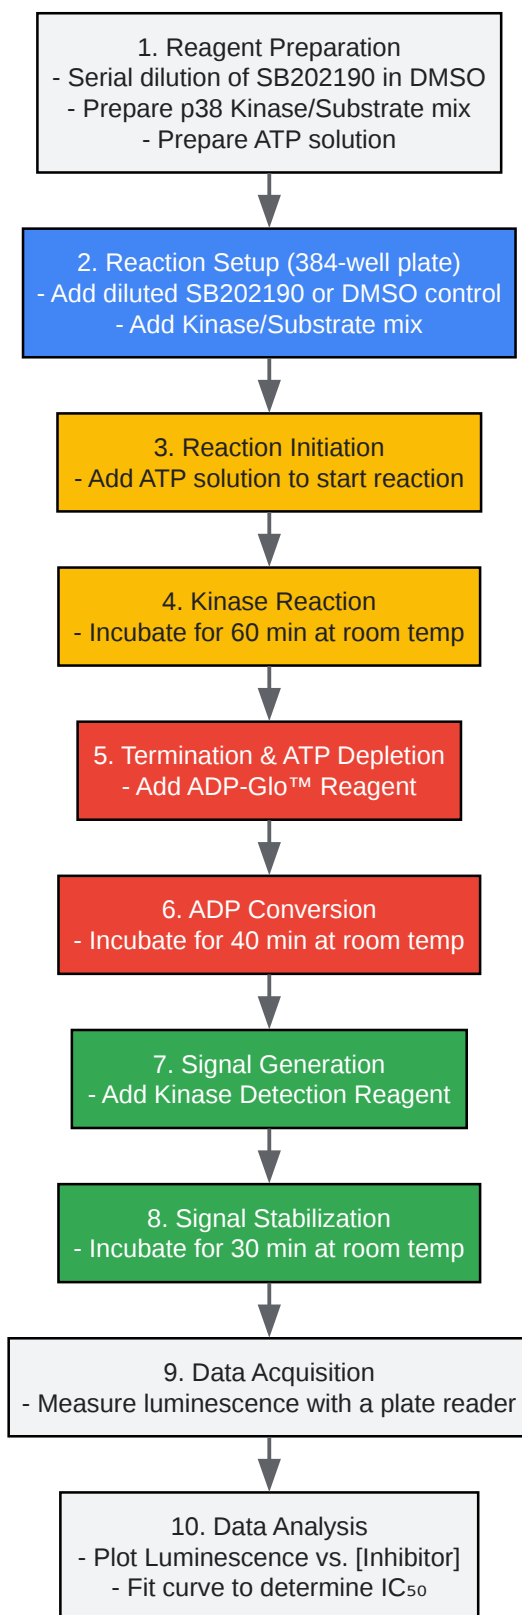 1. Reagent Preparation
- Serial dilution of SB202190 in DMSO
- Prepare p38 Kinase/Substrate mix
- Prepare ATP solution
2. Reaction Setup (384-well plate)
- Add diluted SB202190 or DMSO control
- Add Kinase/Substrate mix
3. Reaction Initiation
- Add ATP solution to start reaction
4. Kinase Reaction
- Incubate for 60 min at room temp
5. Termination & ATP Depletion
- Add ADP-Glo™ Reagent
6. ADP Conversion
- Incubate for 40 min at room temp
7. Signal Generation
- Add Kinase Detection Reagent
8. Signal Stabilization
- Incubate for 30 min at room temp
9. Data Acquisition
- Measure luminescence with a plate reader
10. Data Analysis
- Plot Luminescence vs. [Inhibitor]
- Fit curve to determine IC₅₀